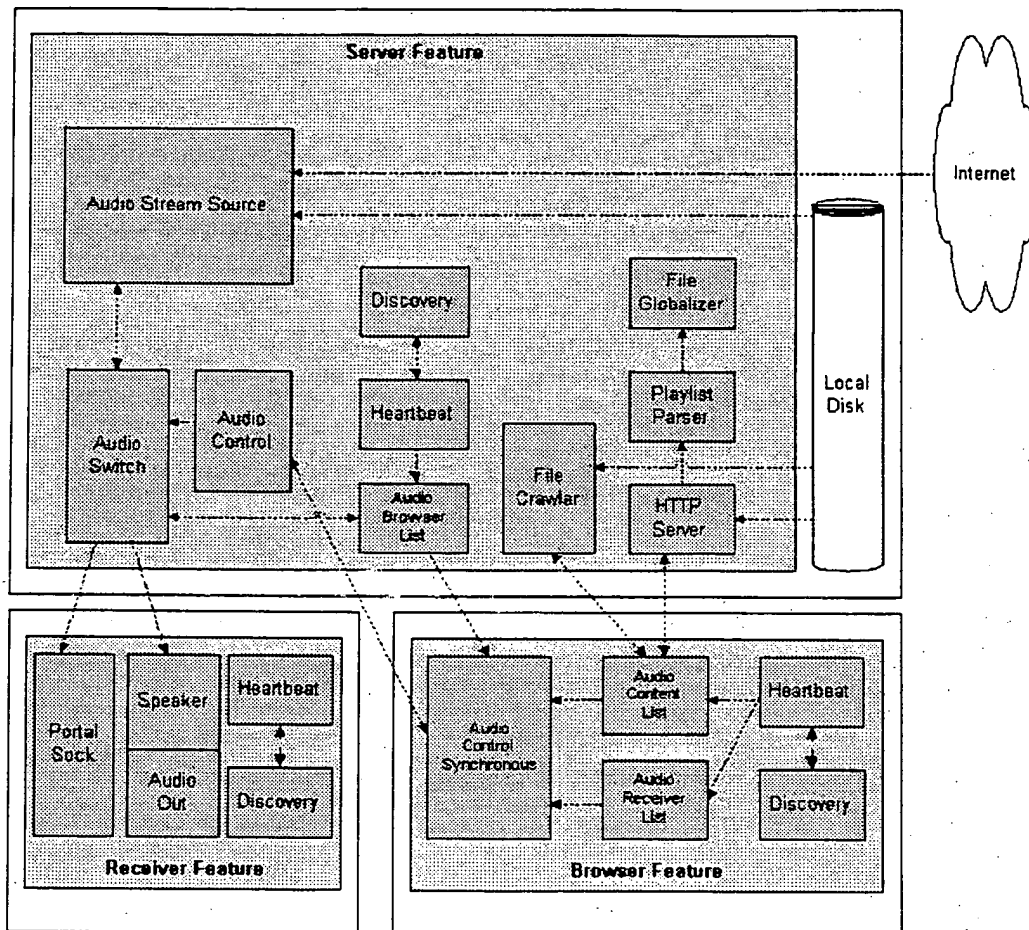 Server Feature
Audio Stream Source
Internet
Discovery
File
Globalizer
Audio
Switch
Audio
Control
Heartbeat
Playlist
Parser
Local
Disk
File
Crawlar
Audio
Browser
List
HTTP
Server
Portal
Sock
Speaker
Audio
Out
Heartbeat
Discovery
Receiver Feature
Audio
Control
Synchronous
Audio
Content
List
Audio
Receiver
List
Heartbeat
Discovery
Browser Feature